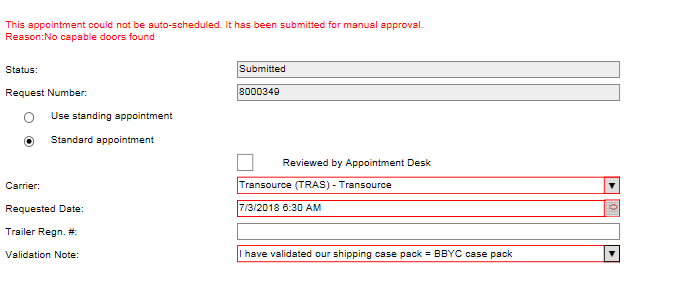 This appointment could not be auto-scheduled. It has been submitted for manual approval.
Reason:No capable doors found
Status: Submitted
Request Number: 8000349
Use standing appointment
Standard appointment
Reviewed by Appointment Desk
Carrier: Transource (TRAS) - Transource
Requested Date: 7/3/2018 6:30 AM
Trailer Regn. #:
Validation Note: I have validated our shipping case pack = BBYC case pack